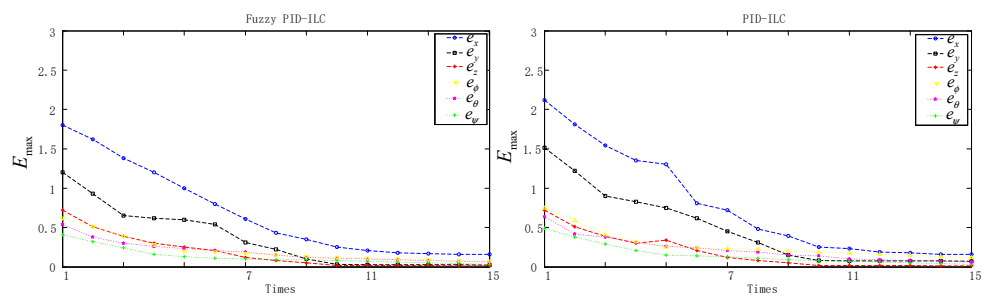 Fuzzy PID-ILC
3
2.5
2
1.5
1
0.5
0
1
7
11
15
Times
E_max
e_x
e_y
e_z
e_ϕ
e_θ
e_ψ
PID-ILC
3
2.5
2
1.5
1
0.5
0
1
7
11
15
Times
E_max
e_x
e_y
e_z
e_ϕ
e_θ
e_ψ